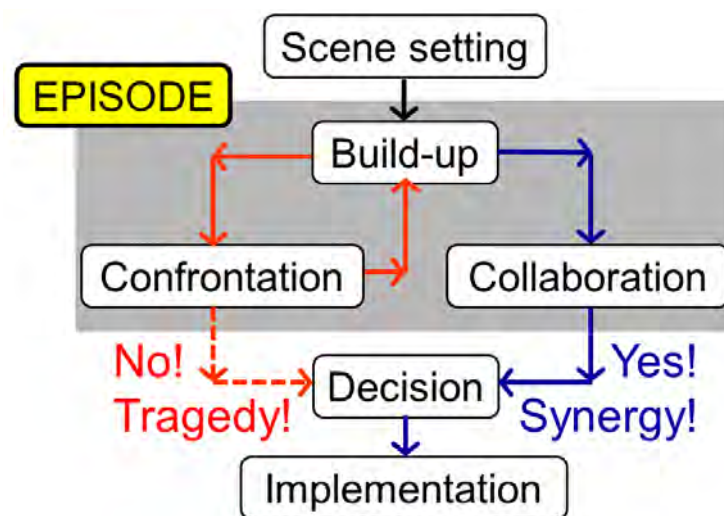 Scene setting
EPISODE
Build-up
Confrontation
Collaboration
No!
Tragedy!
Decision
Yes!
Synergy!
Implementation